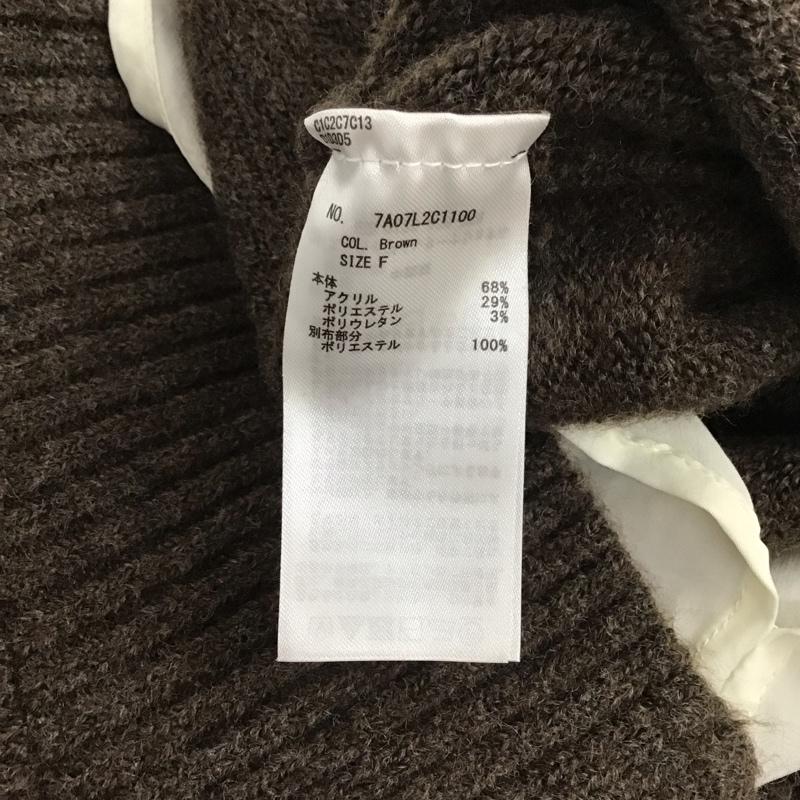 C1C2C7C13
D1D3D5
NO. 7A07L2C1100
COL. Brown
SIZE F
本体
アクリル 68%
ポリエステル 29%
ポリウレタン 3%
別布部分
ポリエステル 100%